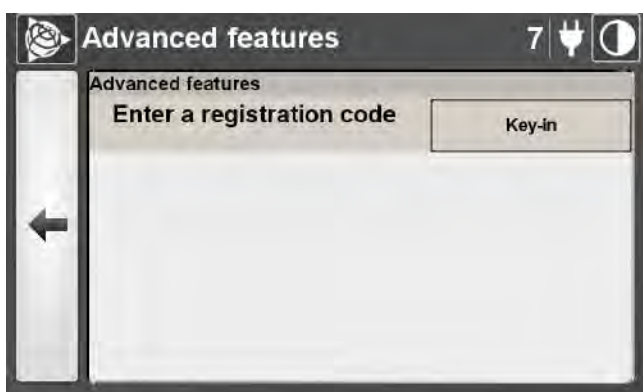 Advanced features
7
Advanced features
Enter a registration code
Key-in